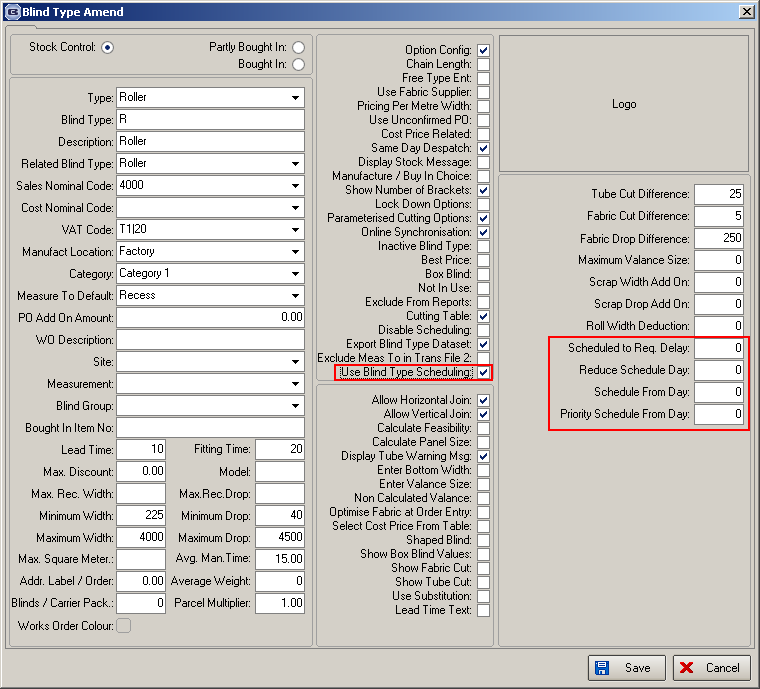 Blind Type Amend
Stock Control:
Partly Bought In:
Bought In:
Type: Roller
Blind Type: R
Description: Roller
Related Blind Type: Roller
Sales Nominal Code: 4000
Cost Nominal Code:
VAT Code: T1|20
Manufact Location: Factory
Category: Category 1
Measure To Default: Recess
PO Add On Amount: 0.00
WO Description:
Site:
Measurement:
Blind Group:
Bought In Item No:
Lead Time: 10 Fitting Time: 20
Max. Discount: 0.00 Model:
Max. Rec. Width: Max.Rec.Drop:
Minimum Width: 225 Minimum Drop: 40
Maximum Width: 4000 Maximum Drop: 4500
Max. Square Meter.: Avg. Man.Time: 15.00
Addr. Label / Order: 0.00 Average Weight: 0
Blinds / Carrier Pack.: 0 Parcel Multiplier: 1.00
Works Order Colour:
Option Config:
Chain Length:
Free Type Ent:
Use Fabric Supplier:
Pricing Per Metre Width:
Use Unconfirmed PO:
Cost Price Related:
Same Day Despatch:
Display Stock Message:
Manufacture / Buy In Choice:
Show Number of Brackets:
Lock Down Options:
Parameterised Cutting Options:
Online Synchronisation:
Inactive Blind Type:
Best Price:
Box Blind:
Not In Use:
Exclude From Reports:
Cutting Table:
Disable Scheduling:
Export Blind Type Dataset:
Exclude Meas To in Trans File 2:
Use Blind Type Scheduling:
Allow Horizontal Join:
Allow Vertical Join:
Calculate Feasibility:
Calculate Panel Size:
Display Tube Warning Msg:
Enter Bottom Width:
Enter Valance Size:
Non Calculated Valance:
Optimise Fabric at Order Entry:
Select Cost Price From Table:
Shaped Blind:
Show Box Blind Values:
Show Fabric Cut:
Show Tube Cut:
Use Substitution:
Lead Time Text:
Logo
Tube Cut Difference: 25
Fabric Cut Difference: 5
Fabric Drop Difference: 250
Maximum Valance Size: 0
Scrap Width Add On: 0
Scrap Drop Add On: 0
Roll Width Deduction: 0
Scheduled to Req. Delay: 0
Reduce Schedule Day: 0
Schedule From Day: 0
Priority Schedule From Day: 0
Save
Cancel